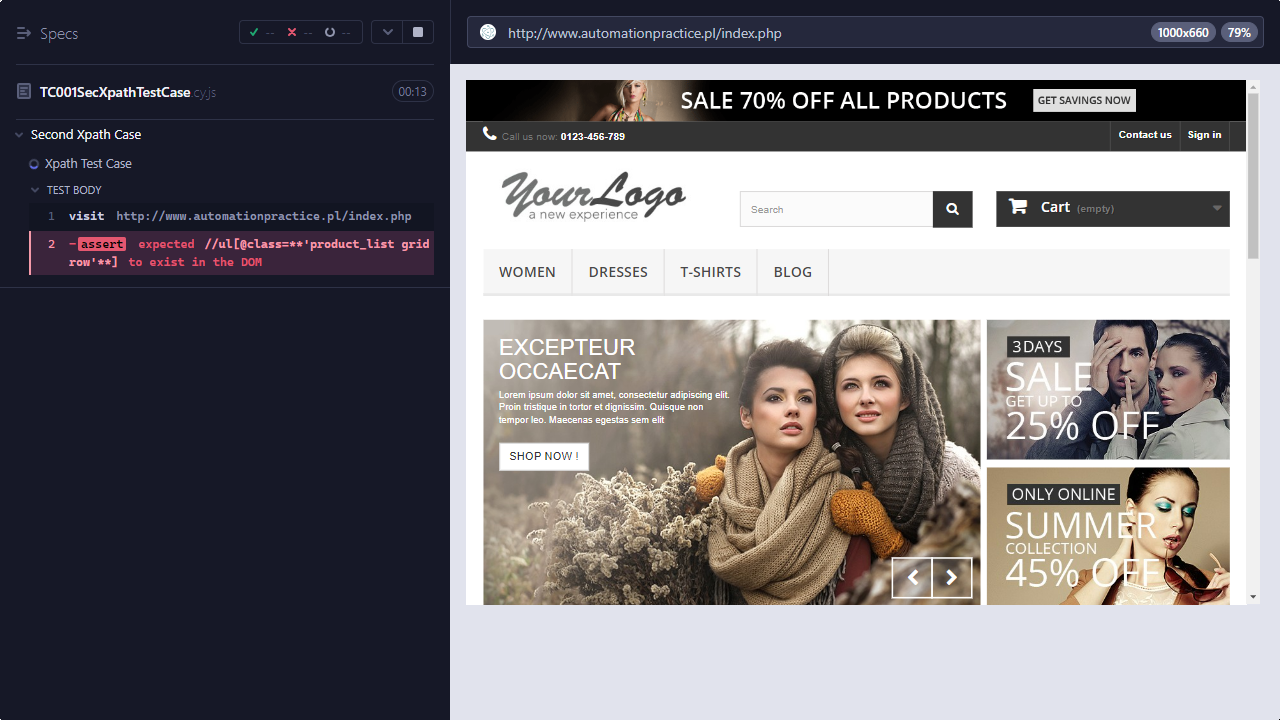 Specs
-- -- --
http://www.automationpractice.pl/index.php
1000x660
79%
TC001SecXpathTestCase.cy.js
00:13
Second Xpath Case
Xpath Test Case
TEST BODY
1 visit http://www.automationpractice.pl/index.php
2 -assert expected //ul[@class=**'product_list grid
row'**] to exist in the DOM
SALE 70% OFF ALL PRODUCTS
GET SAVINGS NOW
Call us now: 0123-456-789
Contact us
Sign in
YourLogo
a new experience
Search
Cart (empty)
WOMEN
DRESSES
T-SHIRTS
BLOG
EXCEPTEUR
OCCAECAT
Lorem ipsum dolor sit amet, consectetur adipiscing elit.
Proin tristique in tortor et dignissim. Quisque non
tempor leo. Maecenas egestas sem elit
SHOP NOW !
3 DAYS
SALE
GET UP TO
25% OFF
ONLY ONLINE
SUMMER
COLLECTION
45% OFF